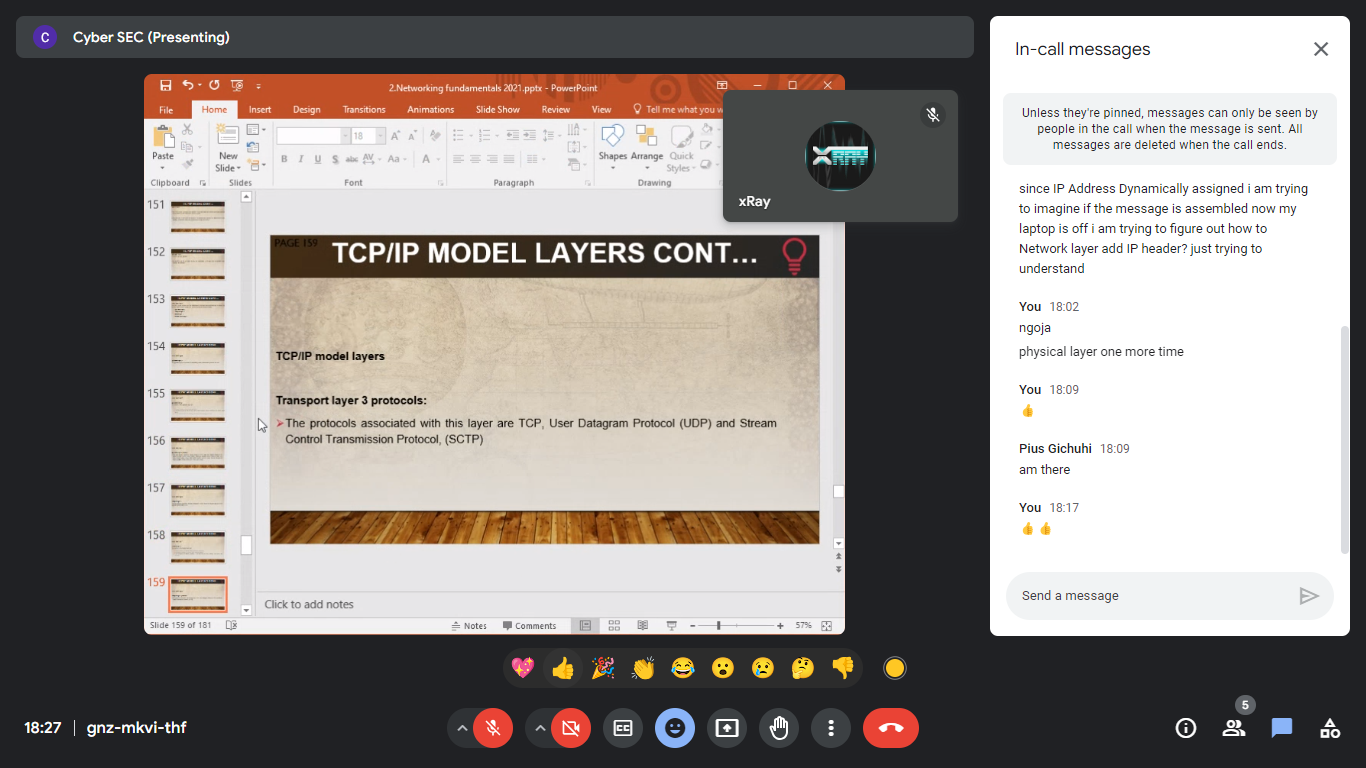 C Cyber SEC (Presenting)
2.Networking fundamentals 2021.pptx - PowerPoint
File Home Insert Design Transitions Animations Slide Show Review View Tell me what you w
Paste
New
Slide
18
B I U S abc AV Aa A
Shapes Arrange Quick
Styles
Clipboard Slides Font Paragraph Drawing
XRAY
xRay
151
152
153
154
155
156
157
158
159
PAGE 159
TCP/IP MODEL LAYERS CONT…
TCP/IP model layers
Transport layer 3 protocols:
The protocols associated with this layer are TCP, User Datagram Protocol (UDP) and Stream
Control Transmission Protocol, (SCTP)
Click to add notes
Slide 159 of 181 Notes Comments 57%
In-call messages
Unless they're pinned, messages can only be seen by
people in the call when the message is sent. All
messages are deleted when the call ends.
since IP Address Dynamically assigned i am trying
to imagine if the message is assembled now my
laptop is off i am trying to figure out how to
Network layer add IP header? just trying to
understand
You 18:02
ngoja
physical layer one more time
You 18:09
👍
Pius Gichuhi 18:09
am there
You 18:17
👍 👍
Send a message
18:27 | gnz-mkvi-thf
CC
5